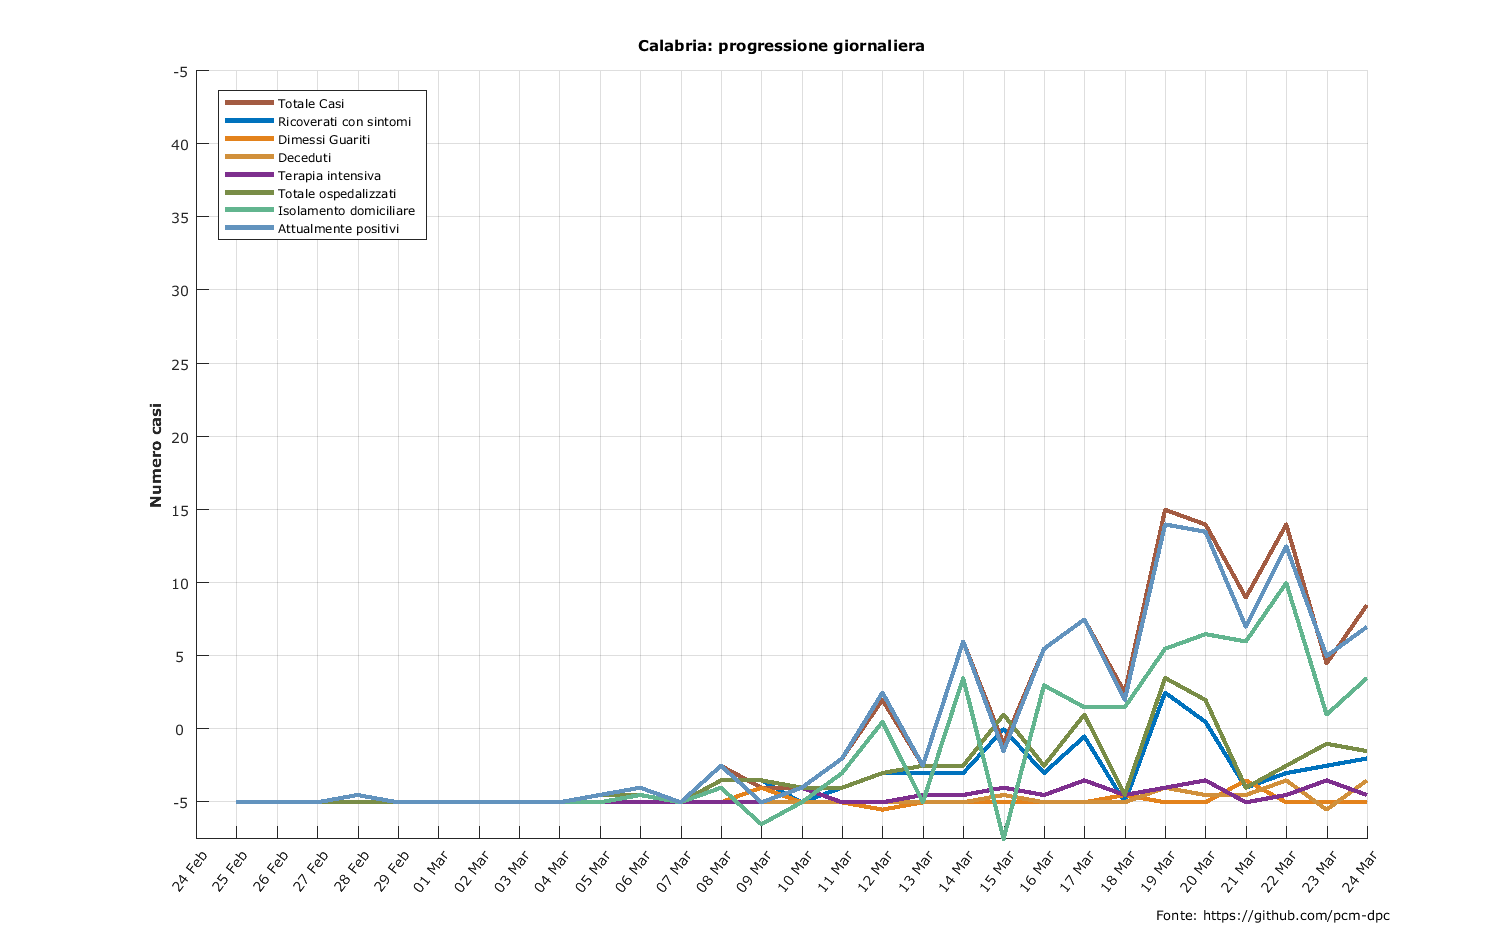 Calabria: progressione giornaliera
-5
40
35
30
25
20
15
10
5
0
-5
Numero casi
Totale Casi
Ricoverati con sintomi
Dimessi Guariti
Deceduti
Terapia intensiva
Totale ospedalizzati
Isolamento domiciliare
Attualmente positivi
24 Feb
25 Feb
26 Feb
27 Feb
28 Feb
29 Feb
01 Mar
02 Mar
03 Mar
04 Mar
05 Mar
06 Mar
07 Mar
08 Mar
09 Mar
10 Mar
11 Mar
12 Mar
13 Mar
14 Mar
15 Mar
16 Mar
17 Mar
18 Mar
19 Mar
20 Mar
21 Mar
22 Mar
23 Mar
24 Mar
Fonte: https://github.com/pcm-dpc